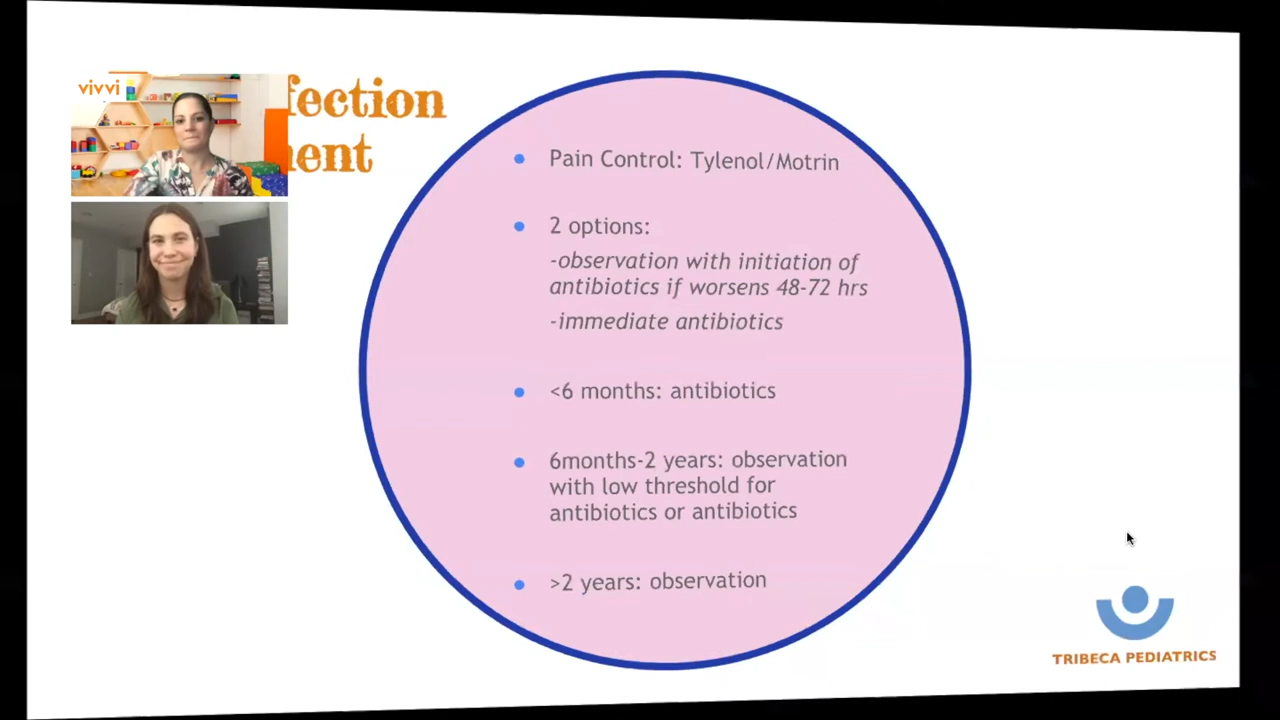 vivvi
fection
ent
Pain Control: Tylenol/Motrin
2 options:
-observation with initiation of
antibiotics if worsens 48-72 hrs
-immediate antibiotics
<6 months: antibiotics
6months-2 years: observation
with low threshold for
antibiotics or antibiotics
>2 years: observation
TRIBECA PEDIATRICS